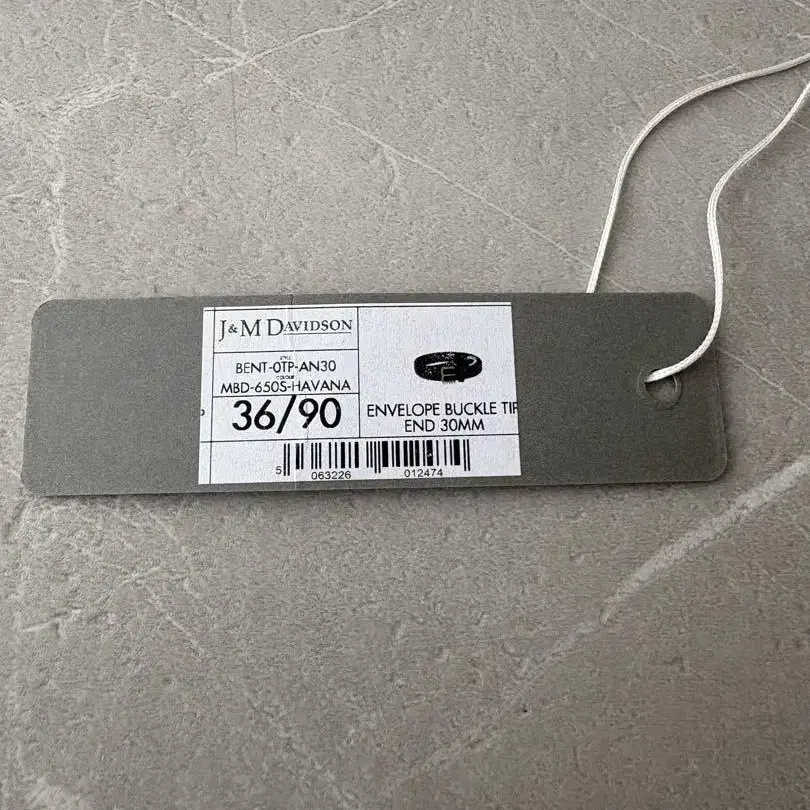 J&M DAVIDSON
STYLE
BENT-0TP-AN30
COLOUR
MBD-650S-HAVANA
36/90
ENVELOPE BUCKLE TIP
END 30MM
5 063226 012474